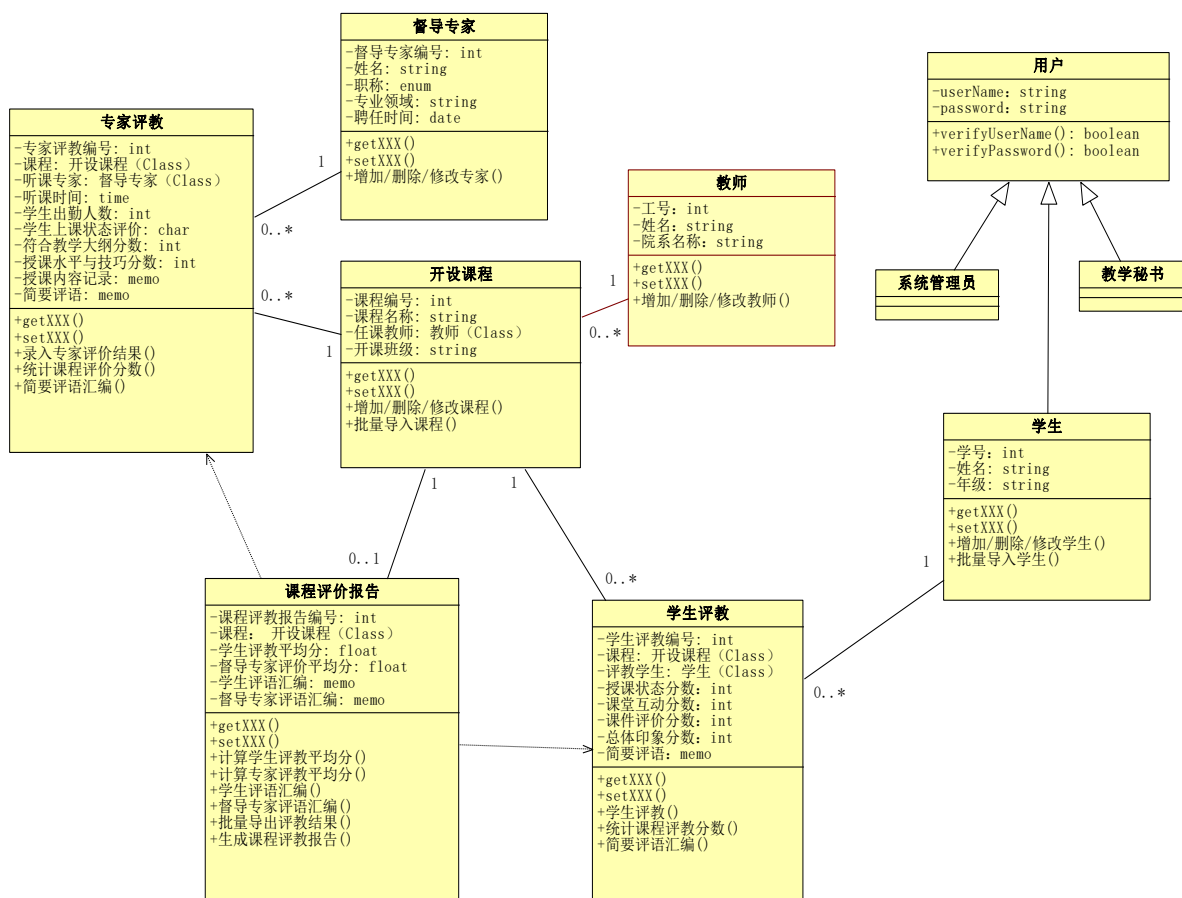 督导专家
-督导专家编号: int
-姓名: string
-职称: enum
-专业领域: string
-聘任时间: date
+getXXX()
+setXXX()
+增加/删除/修改专家()
用户
-userName: string
-password: string
+verifyUserName(): boolean
+verifyPassword(): boolean
专家评教
-专家评教编号: int
-课程: 开设课程（Class）
-听课专家: 督导专家（Class）
-听课时间: time
-学生出勤人数: int
-学生上课状态评价: char
-符合教学大纲分数: int
-授课水平与技巧分数: int
-授课内容记录: memo
-简要评语: memo
+getXXX()
+setXXX()
+录入专家评价结果()
+统计课程评价分数()
+简要评语汇编()
1
0..*
教师
-工号: int
-姓名: string
-院系名称: string
+getXXX()
+setXXX()
+增加/删除/修改教师()
系统管理员
教学秘书
开设课程
-课程编号: int
-课程名称: string
-任课教师: 教师（Class）
-开课班级: string
+getXXX()
+setXXX()
+增加/删除/修改课程()
+批量导入课程()
0..*
1
1
0..*
学生
-学号: int
-姓名: string
-年级: string
+getXXX()
+setXXX()
+增加/删除/修改学生()
+批量导入学生()
1
1
0..1
0..*
1
0..*
课程评价报告
-课程评教报告编号: int
-课程: 开设课程（Class）
-学生评教平均分: float
-督导专家评价平均分: float
-学生评语汇编: memo
-督导专家评语汇编: memo
+getXXX()
+setXXX()
+计算学生评教平均分()
+计算专家评教平均分()
+学生评语汇编()
+督导专家评语汇编()
+批量导出评教结果()
+生成课程评教报告()
学生评教
-学生评教编号: int
-课程: 开设课程（Class）
-评教学生: 学生（Class）
-授课状态分数: int
-课堂互动分数: int
-课件评价分数: int
-总体印象分数: int
-简要评语: memo
+getXXX()
+setXXX()
+学生评教()
+统计课程评教分数()
+简要评语汇编()